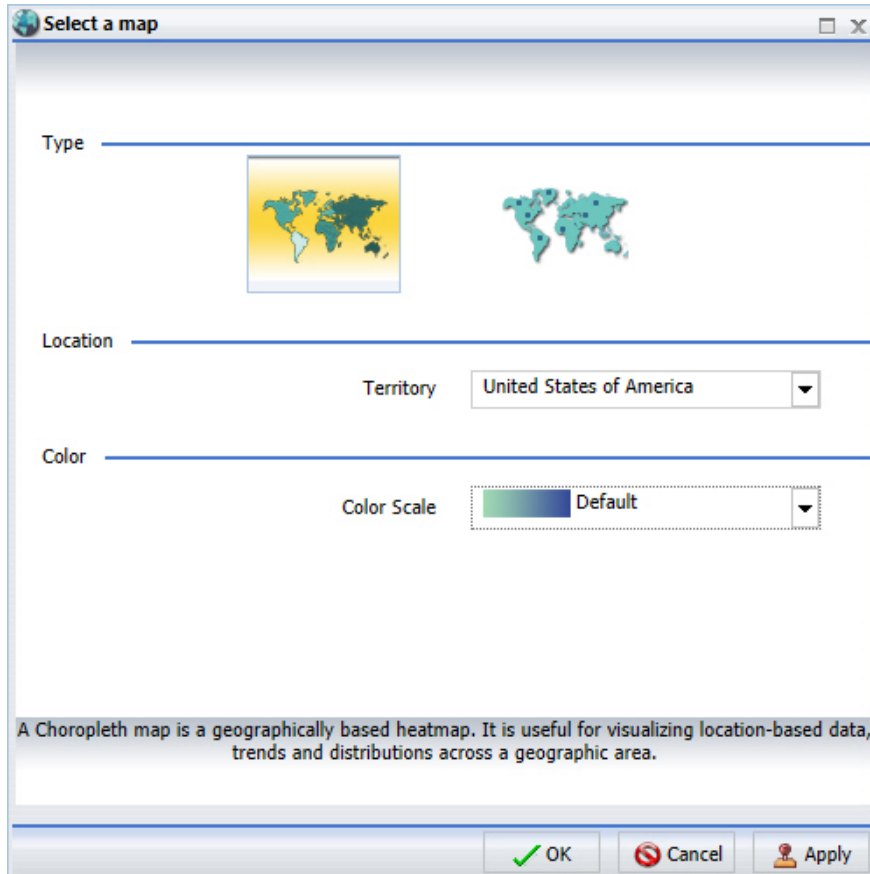 Select a map
Type
Location
Territory United States of America
Color
Color Scale Default
A Choropleth map is a geographically based heatmap. It is useful for visualizing location-based data,
trends and distributions across a geographic area.
OK Cancel Apply